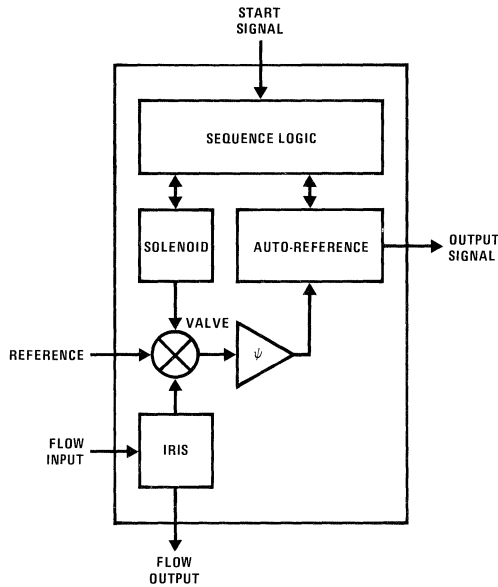 START
SIGNAL
SEQUENCE LOGIC
SOLENOID
AUTO-REFERENCE
OUTPUT
SIGNAL
VALVE
REFERENCE
ψ
FLOW
INPUT
IRIS
FLOW
OUTPUT